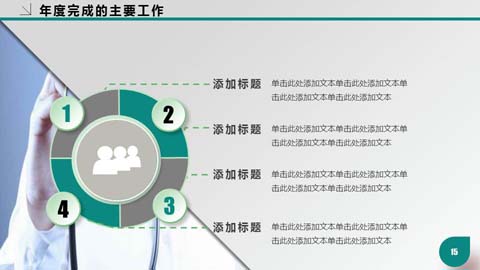 年度完成的主要工作
1
2
3
4
添加标题
单击此处添加文本单击此处添加文本单
击此处添加文本单击此处添加文本
添加标题
单击此处添加文本单击此处添加文本单
击此处添加文本单击此处添加文本
添加标题
单击此处添加文本单击此处添加文本单
击此处添加文本单击此处添加文本
添加标题
单击此处添加文本单击此处添加文本单
击此处添加文本单击此处添加文本
15